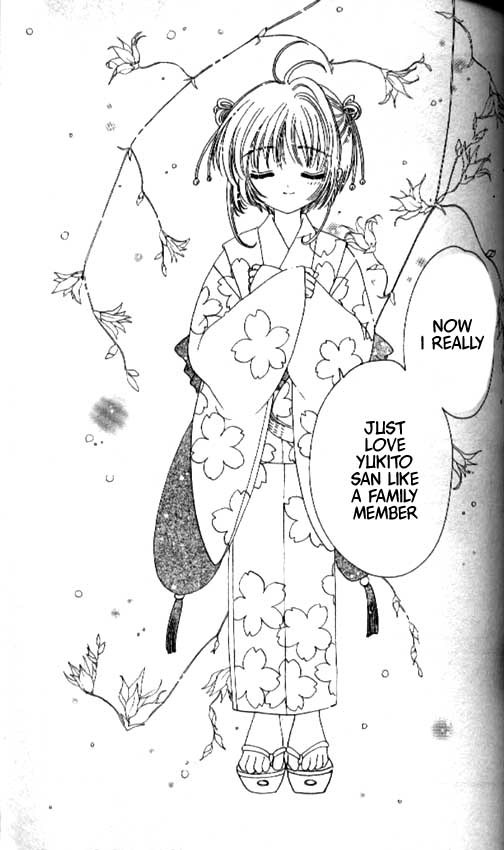 NOW
I REALLY
JUST
LOVE
YUKITO
SAN LIKE
A FAMILY
MEMBER